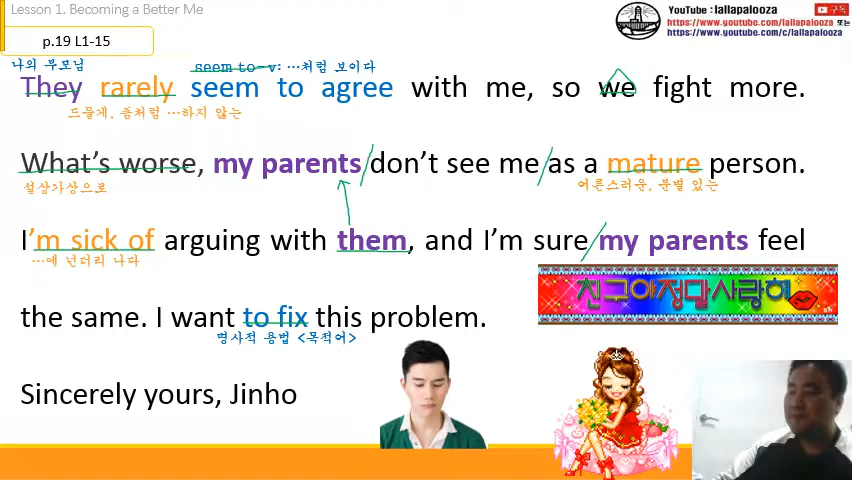 Lesson 1. Becoming a Better Me
YouTube : lallapalooza
구독
https://www.youtube.com/lallapalooza 또는
https://www.youtube.com/c/lallapalooza
p.19 L1-15
나의 부모님
seem to-v: …처럼 보이다
They rarely seem to agree with me, so we fight more.
드물게, 좀처럼 …하지 않는
What's worse, my parents don't see me as a mature person.
설상가상으로
어른스러운, 분별 있는
I'm sick of arguing with them, and I'm sure my parents feel
…에 넌더리 나다
친구야정말사랑해
the same. I want to fix this problem.
명사적 용법 <목적어>
Sincerely yours, Jinho